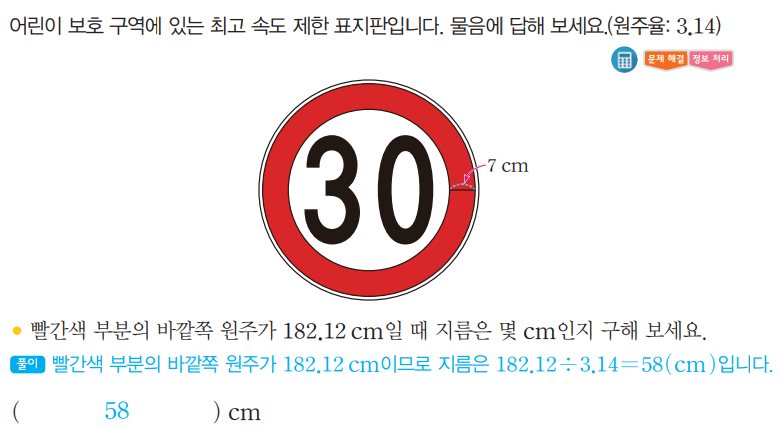 어린이 보호 구역에 있는 최고 속도 제한 표지판입니다. 물음에 답해 보세요.(원주율: 3.14)
문제 해결 정보 처리
30
7 cm
● 빨간색 부분의 바깥쪽 원주가 182.12 cm일 때 지름은 몇 cm인지 구해 보세요.
풀이 빨간색 부분의 바깥쪽 원주가 182.12 cm이므로 지름은 182.12÷3.14=58(cm)입니다.
( 58 ) cm